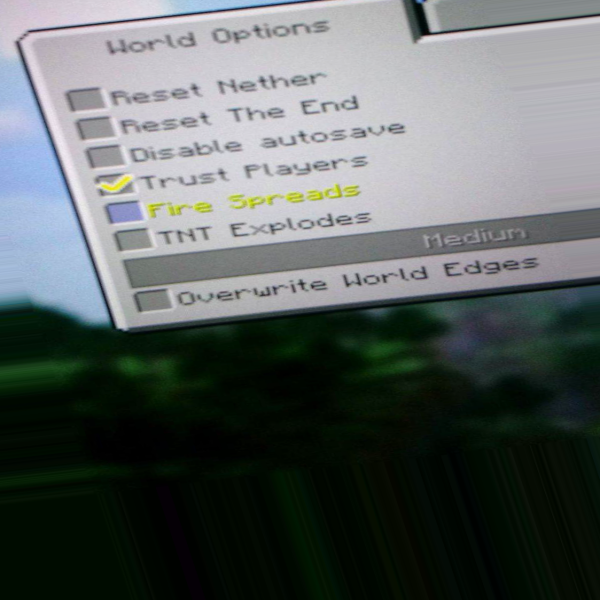 World Options
Reset Nether
Reset The End
Disable autosave
Trust Players
Fire Spreads
TNT Explodes
Medium
Overwrite World Edges